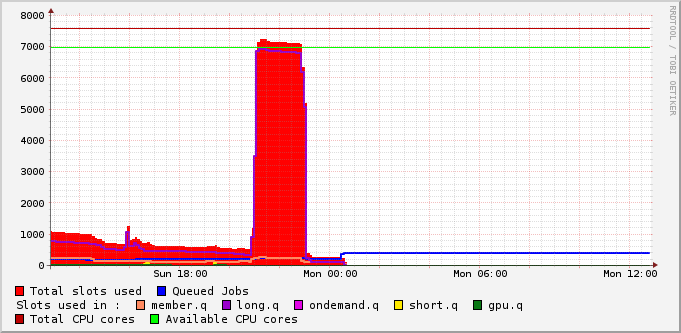 8000
7000
6000
5000
4000
3000
2000
1000
0
Sun 18:00 Mon 00:00 Mon 06:00 Mon 12:00
RRDTOOL / TOBI OETIKER
Total slots used Queued Jobs
Slots used in : member.q long.q ondemand.q short.q gpu.q
Total CPU cores Available CPU cores